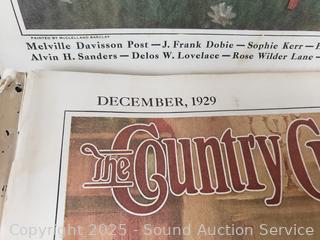 PAINTED BY MCCLELLAND BARCLAY
Melville Davisson Post — J. Frank Dobie — Sophie Kerr —
Alvin H. Sanders — Delos W. Lovelace — Rose Wilder Lane —
DECEMBER, 1929
The Country G
Copyright 2025 - Sound Auction Service